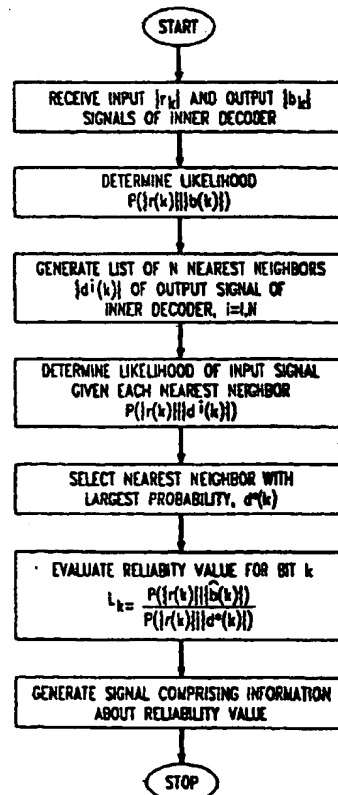 START
RECEIVE INPUT {r_k} AND OUTPUT {b_k}
SIGNALS OF INNER DECODER
DETERMINE LIKELIHOOD
P({r(k)}|{b(k)})
GENERATE LIST OF N NEAREST NEIGHBORS
{d^i(k)} OF OUTPUT SIGNAL OF
INNER DECODER, i=1,N
DETERMINE LIKELIHOOD OF INPUT SIGNAL
GIVEN EACH NEAREST NEIGHBOR
P({r(k)}|{d^i(k)})
SELECT NEAREST NEIGHBOR WITH
LARGEST PROBABILITY, d*(k)
EVALUATE RELIABITY VALUE FOR BIT k
L_k = P({r(k)}|{b̂(k)})
P({r(k)}|{d*(k)})
GENERATE SIGNAL COMPRISING INFORMATION
ABOUT RELIABILITY VALUE
STOP